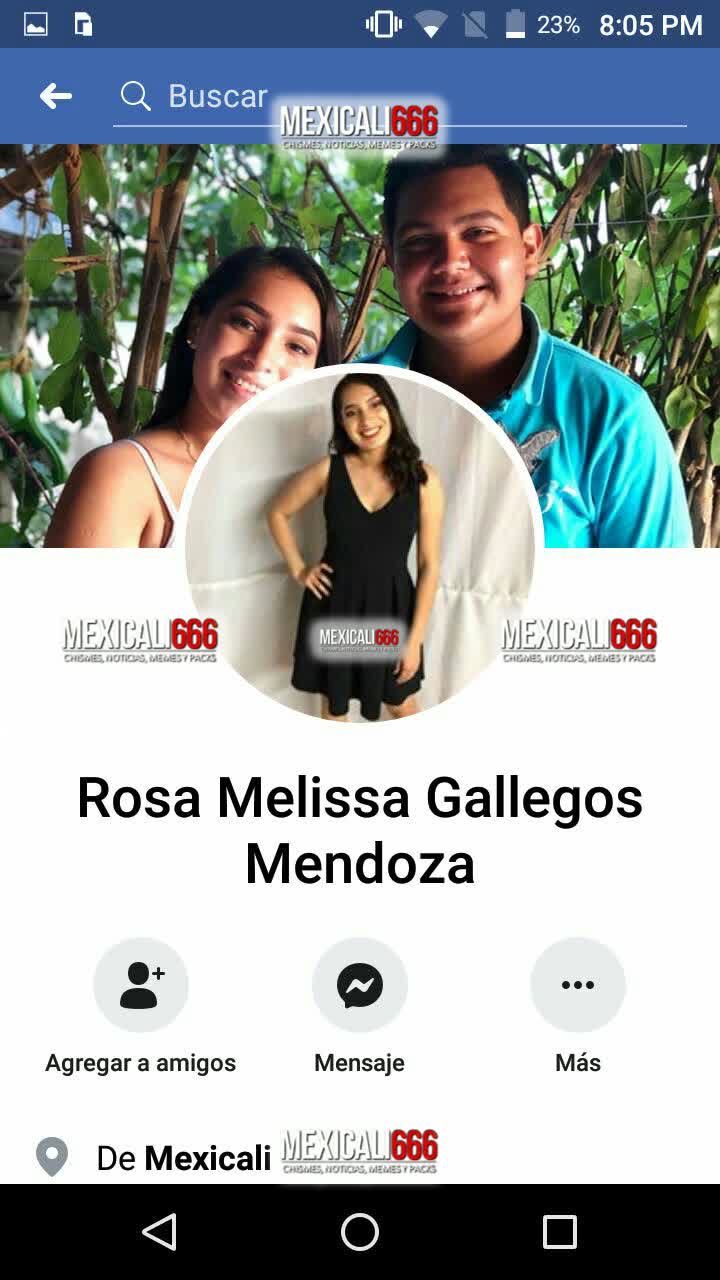 23% 8:05 PM
Buscar
MEXICALI666
CHISMES, NOTICIAS, MEMES Y PACKS
MEXICALI666
CHISMES, NOTICIAS, MEMES Y PACKS
MEXICALI666
MEXICALI666
CHISMES, NOTICIAS, MEMES Y PACKS
Rosa Melissa Gallegos
Mendoza
Agregar a amigos
Mensaje
Más
De Mexicali
MEXICALI666
CHISMES, NOTICIAS, MEMES Y PACKS